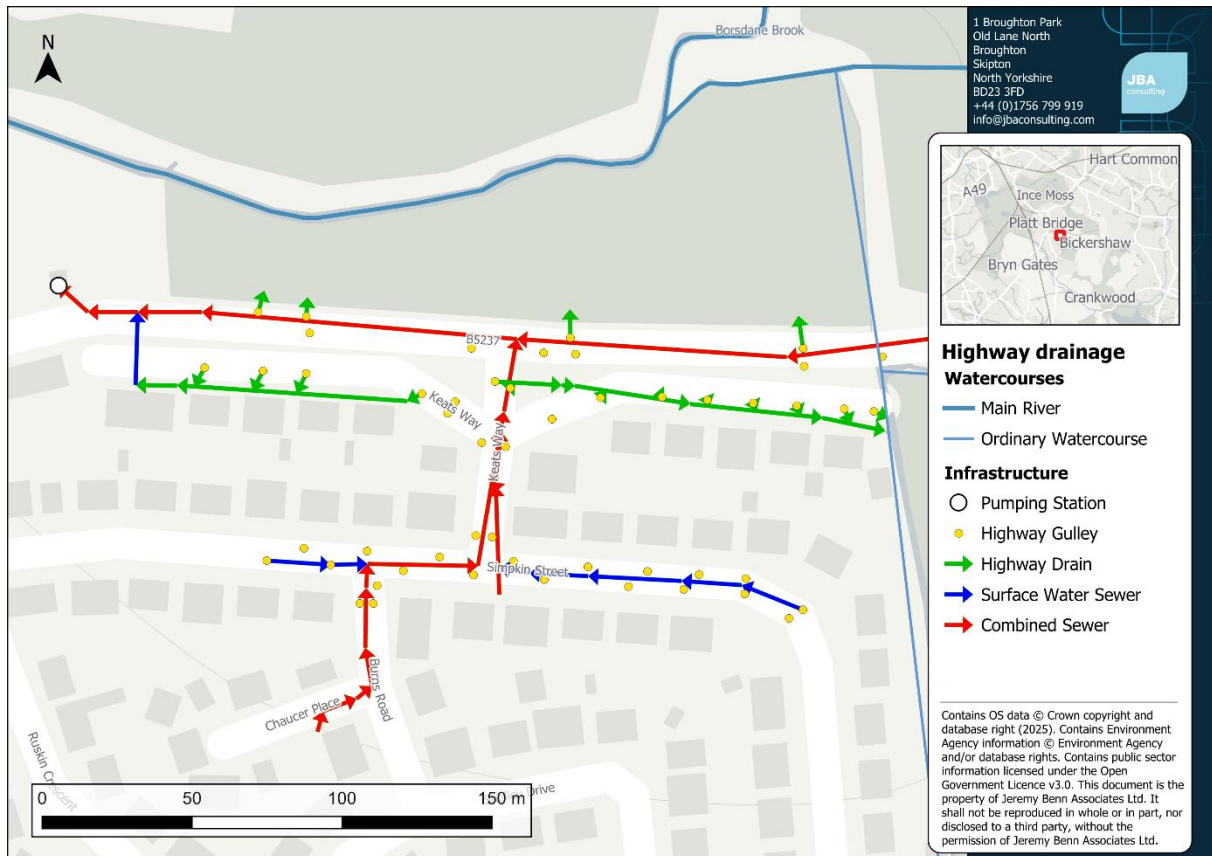 Borsdane Brook
N
B5237
Keats Way
Keats Way
Simpkin Street
Burns Road
Chaucer Place
Ruskin Crescent
Drive
0 50 100 150 m
1 Broughton Park
Old Lane North
Broughton
Skipton
North Yorkshire
BD23 3FD
+44 (0)1756 799 919
info@jbaconsulting.com
JBA
consulting
Hart Common
A49
Ince Moss
Platt Bridge
Bickershaw
Bryn Gates
Crankwood
Highway drainage
Watercourses
Main River
Ordinary Watercourse
Infrastructure
Pumping Station
Highway Gulley
Highway Drain
Surface Water Sewer
Combined Sewer
Contains OS data © Crown copyright and
database right (2025). Contains Environment
Agency information © Environment Agency
and/or database rights. Contains public sector
information licensed under the Open
Government Licence v3.0. This document is the
property of Jeremy Benn Associates Ltd. It
shall not be reproduced in whole or in part, nor
disclosed to a third party, without the
permission of Jeremy Benn Associates Ltd.